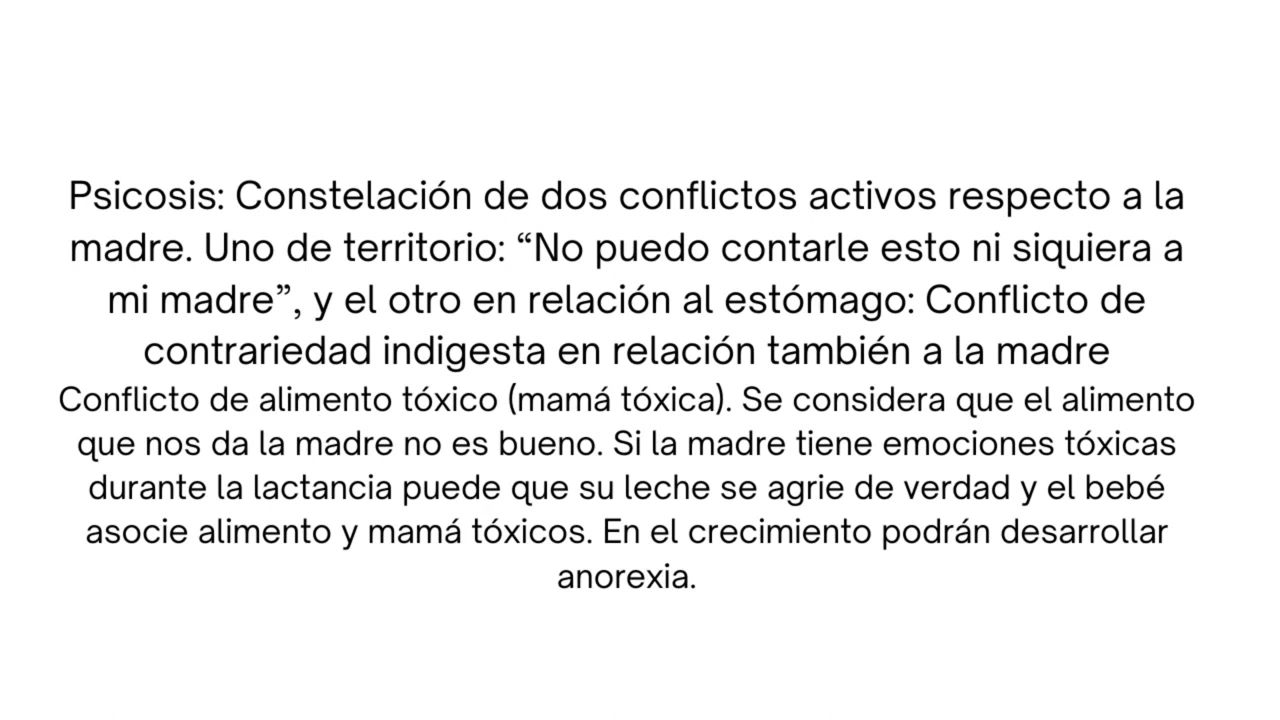 Psicosis: Constelación de dos conflictos activos respecto a la
madre. Uno de territorio: “No puedo contarle esto ni siquiera a
mi madre”, y el otro en relación al estómago: Conflicto de
contrariedad indigesta en relación también a la madre
Conflicto de alimento tóxico (mamá tóxica). Se considera que el alimento
que nos da la madre no es bueno. Si la madre tiene emociones tóxicas
durante la lactancia puede que su leche se agrie de verdad y el bebé
asocie alimento y mamá tóxicos. En el crecimiento podrán desarrollar
anorexia.